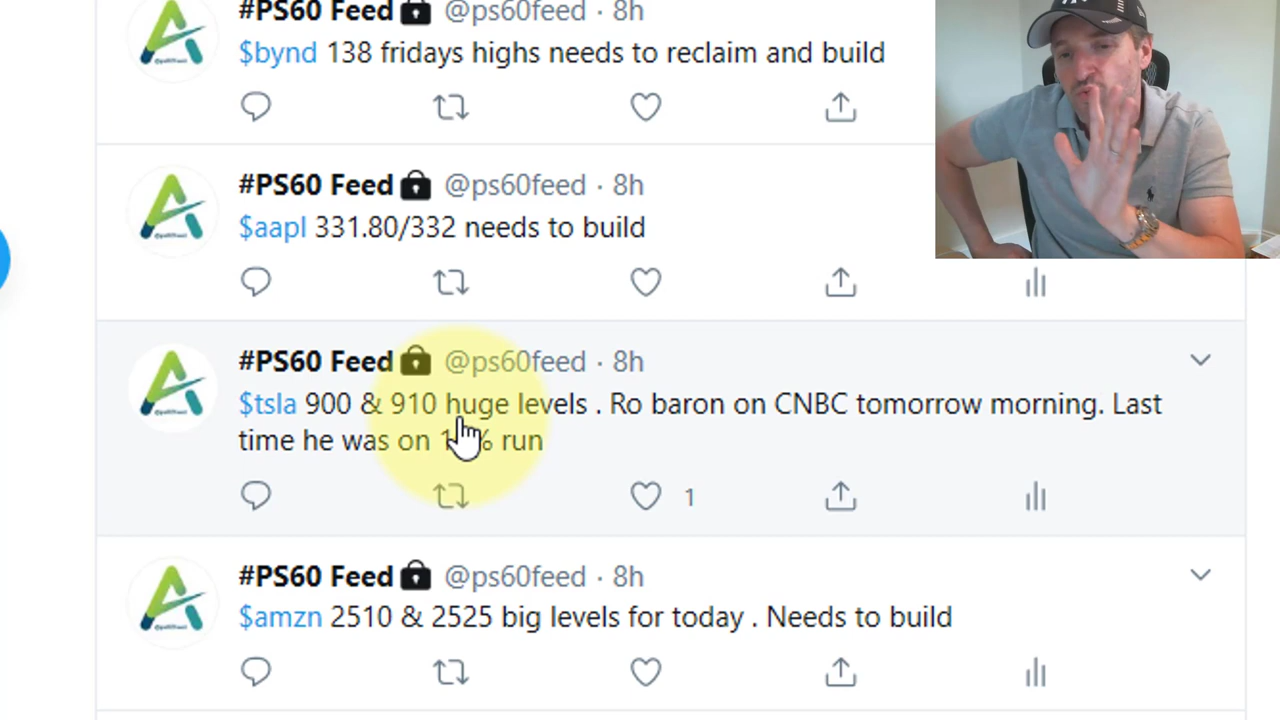 #PS60 Feed @ps60feed · 8h
$bynd 138 fridays highs needs to reclaim and build
#PS60 Feed @ps60feed · 8h
$aapl 331.80/332 needs to build
#PS60 Feed @ps60feed · 8h
$tsla 900 & 910 huge levels . Ro baron on CNBC tomorrow morning. Last
time he was on run
1
#PS60 Feed @ps60feed · 8h
$amzn 2510 & 2525 big levels for today . Needs to build